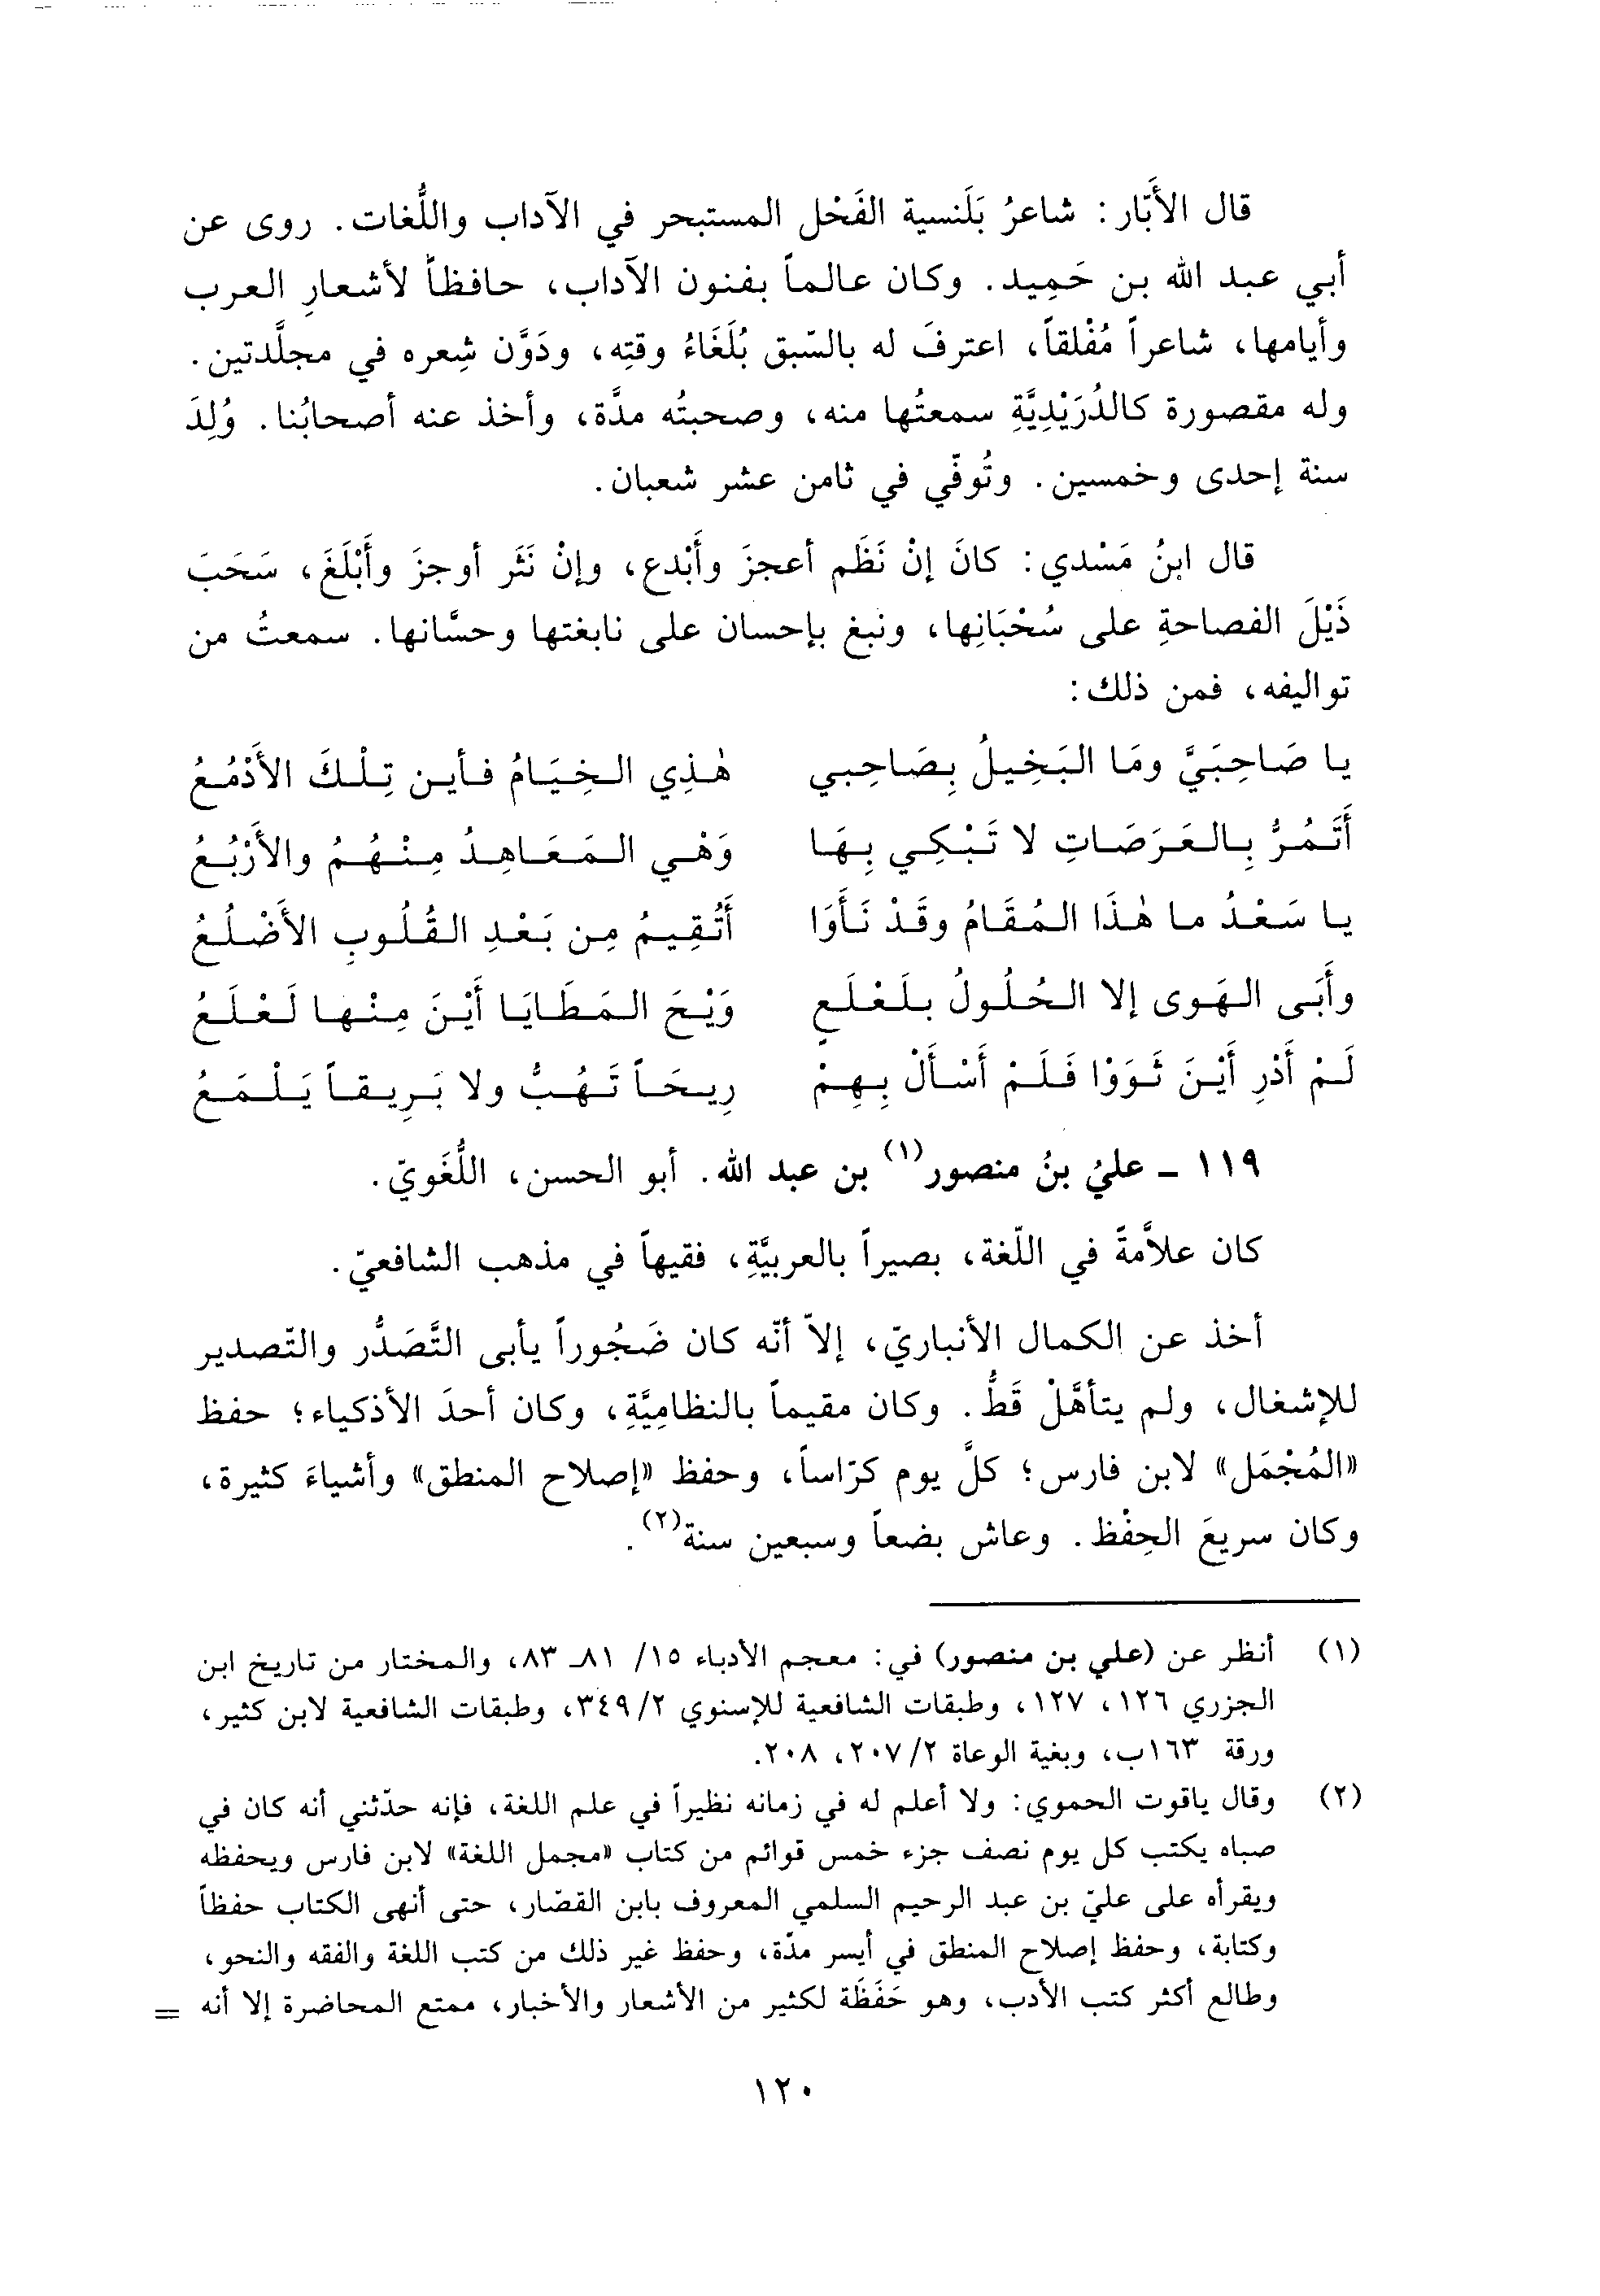 قال الأَبّار: شاعرُ بَلَنسية الفَحْل المستبحر في الآداب واللُّغات. روى عن
أبي عبد الله بن حَمِيد. وكان عالماً بفنون الآداب، حافظاً لأشعارِ العرب
وأيامها، شاعراً مُفْلقاً، اعترفَ له بالسّبق بُلَغَاءُ وقتِه، ودَوَّن شِعره في مجلَّدتين.
وله مقصورة كالدُرَيْدِيَّةِ سمعتُها منه، وصحبتُه مدَّة، وأخذ عنه أصحابُنا. وُلِدَ
سنة إحدى وخمسين. وتُوفّي في ثامن عشر شعبان.
قال ابنُ مَسْدي: كانَ إنْ نَظَم أعجزَ وأَبْدع، وإنْ نَثَر أوجزَ وأَبْلَغَ، سَحَبَ
ذَيْلَ الفصاحةِ على سُحْبَانِها، ونبغ بإحسان على نابغتها وحسَّانها. سمعتُ من
تواليفه، فمن ذلك:
يا صَاحِبَيَّ ومَا البَخِيلُ بِصَاحِبي هٰذِي الخِيَامُ فأين تِلْكَ الأَدْمُعُ
أَتَمُرُّ بِالعَرَصَاتِ لا تَبْكِي بِهَا وَهْي المَعَاهِدُ مِنْهُمُ والأَرْبُعُ
يا سَعْدُ ما هٰذَا المُقَامُ وقَدْ نَأَوَا أَتُقِيمُ مِن بَعْدِ القُلُوبِ الأَضْلُعُ
وأَبَى الهَوى إلا الحُلُولُ بلَعْلَعٍ وَيْحَ المَطَايَا أَيْنَ مِنْها لَعْلَعُ
لَمْ أَدْرِ أَيْنَ ثَوَوْا فَلَمْ أَسْأَلْ بِهِمْ رِيحَاً تَهُبُّ ولا بَرِيقاً يَلْمَعُ
١١٩ - عليُ بنُ منصور(١) بن عبد الله. أبو الحسن، اللُّغَويّ.
كان علاَّمةً في اللّغة، بصيراً بالعربيَّةِ، فقيهاً في مذهب الشافعيّ.
أخذ عن الكمال الأنباريّ، إلاّ أنّه كان ضَجُوراً يأبى التَّصَدُّر والتّصدير
للإشغال، ولم يتأهَّلْ قَطُّ. وكان مقيماً بالنظامِيَّةِ، وكان أحدَ الأذكياء؛ حفظ
«المُجْمَل» لابن فارس؛ كلَّ يوم كرّاساً، وحفظ «إصلاح المنطق» وأشياءَ كثيرة،
وكان سريعَ الحِفْظ. وعاش بضعاً وسبعين سنة(٢).
(١) أنظر عن (علي بن منصور) في: معجم الأدباء ١٥/ ٨١ـ ٨٣، والمختار من تاريخ ابن
الجزري ١٢٦، ١٢٧، وطبقات الشافعية للإسنوي ٣٤٩/٢، وطبقات الشافعية لابن كثير،
ورقة ١٦٣ب، وبغية الوعاة ٢٠٧/٢، ٢٠٨.
(٢) وقال ياقوت الحموي: ولا أعلم له في زمانه نظيراً في علم اللغة، فإنه حدّثني أنه كان في
صباه يكتب كل يوم نصف جزء خمس قوائم من كتاب «مجمل اللغة» لابن فارس ويحفظه
ويقرأه على عليّ بن عبد الرحيم السلمي المعروف بابن القصّار، حتى أنهى الكتاب حفظاً
وكتابة، وحفظ إصلاح المنطق في أيسر مدّة، وحفظ غير ذلك من كتب اللغة والفقه والنحو،
وطالع أكثر كتب الأدب، وهو حَفَظَة لكثير من الأشعار والأخبار، ممتع المحاضرة إلا أنه =
١٢٠